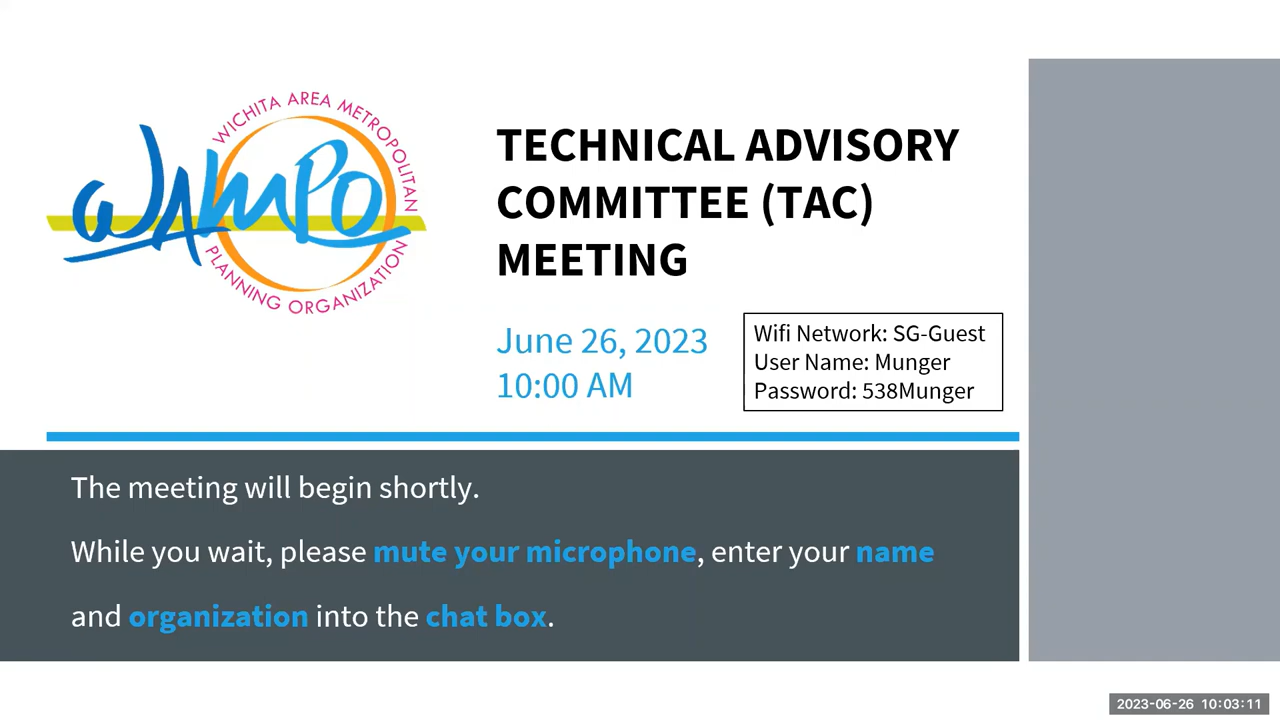 WICHITA AREA METROPOLITAN
WAMPO
PLANNING ORGANIZATION
TECHNICAL ADVISORY
COMMITTEE (TAC)
MEETING
June 26, 2023
10:00 AM
Wifi Network: SG-Guest
User Name: Munger
Password: 538Munger
The meeting will begin shortly.
While you wait, please mute your microphone, enter your name
and organization into the chat box.
2023-06-26 10:03:11